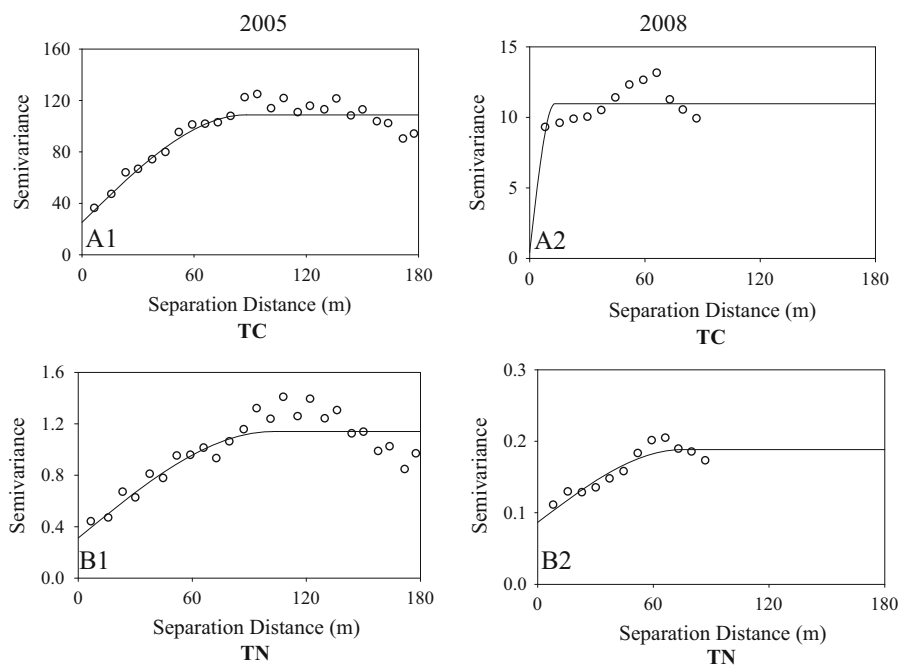 2005
160
120
80
40
0
Semivariance
A1
0 60 120 180
Separation Distance (m)
TC
2008
15
10
5
0
Semivariance
A2
0 60 120 180
Separation Distance (m)
TC
1.6
1.2
0.8
0.4
0.0
Semivariance
B1
0 60 120 180
Separation Distance (m)
TN
0.3
0.2
0.1
0.0
Semivariance
B2
0 60 120 180
Separation Distance (m)
TN